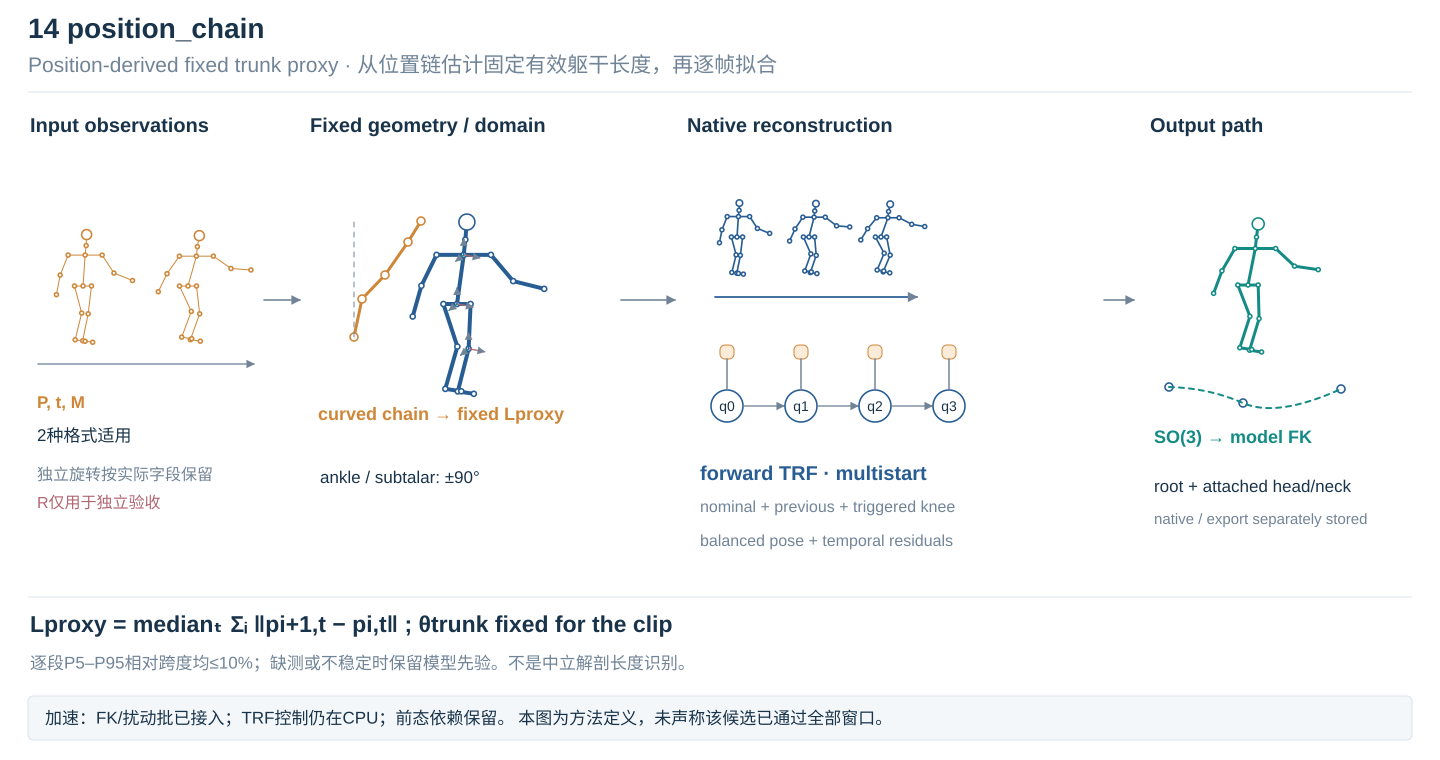 14 position_chain
Position-derived fixed trunk proxy · 从位置链估计固定有效躯干长度，再逐帧拟合
Input observations
Fixed geometry / domain
Native reconstruction
Output path
P, t, M
2种格式适用
独立旋转按实际字段保留
R仅用于独立验收
curved chain → fixed Lproxy
ankle / subtalar: ±90°
q0
q1
q2
q3
forward TRF · multistart
nominal + previous + triggered knee
balanced pose + temporal residuals
SO(3) → model FK
root + attached head/neck
native / export separately stored
Lproxy = medianₜ Σᵢ ‖pi+1,t − pi,t‖ ; θtrunk fixed for the clip
逐段P5–P95相对跨度均≤10%；缺测或不稳定时保留模型先验。不是中立解剖长度识别。
加速：FK/扰动批已接入；TRF控制仍在CPU；前态依赖保留。 本图为方法定义，未声称该候选已通过全部窗口。